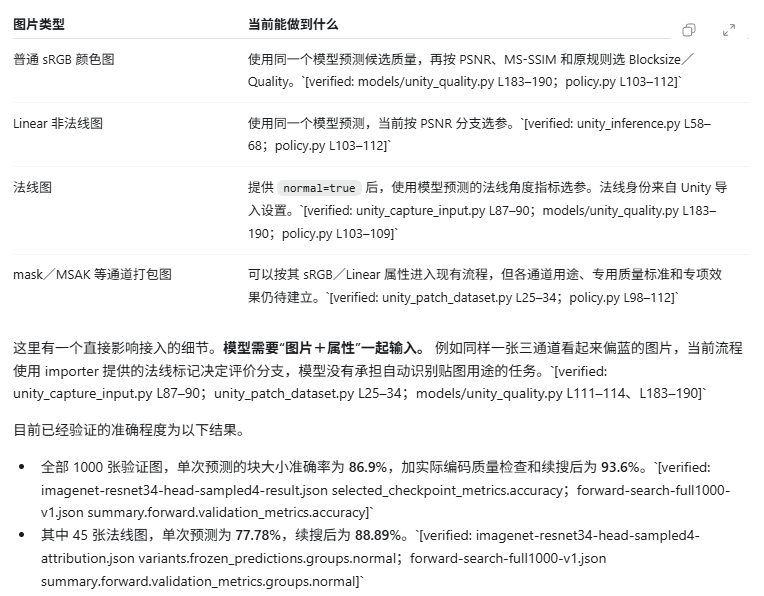 图片类型 当前能做到什么
普通 sRGB 颜色图 使用同一个模型预测候选质量，再按 PSNR、MS-SSIM 和原规则选 Blocksize／
Quality。`[verified: models/unity_quality.py L183–190；policy.py L103–112]`
Linear 非法线图 使用同一个模型预测，当前按 PSNR 分支选参。`[verified: unity_inference.py L58–
68；policy.py L103–112]`
法线图 提供 normal=true 后，使用模型预测的法线角度指标选参。法线身份来自 Unity 导
入设置。`[verified: unity_capture_input.py L87–90；models/unity_quality.py L183–
190；policy.py L103–109]`
mask／MSAK 等通道打包图 可以按其 sRGB／Linear 属性进入现有流程，但各通道用途、专用质量标准和专项效
果仍待建立。`[verified: unity_patch_dataset.py L25–34；policy.py L98–112]`
这里有一个直接影响接入的细节。模型需要“图片＋属性”一起输入。 例如同样一张三通道看起来偏蓝的图片，当前流程
使用 importer 提供的法线标记决定评价分支，模型没有承担自动识别贴图用途的任务。`[verified:
unity_capture_input.py L87–90；unity_patch_dataset.py L25–34；models/unity_quality.py L111–114、L183–190]`
目前已经验证的准确程度为以下结果。
• 全部 1000 张验证图，单次预测的块大小准确率为 86.9%，加实际编码质量检查和续搜后为 93.6%。`[verified:
imagenet-resnet34-head-sampled4-result.json selected_checkpoint_metrics.accuracy；forward-search-full1000-
v1.json summary.forward.validation_metrics.accuracy]`
• 其中 45 张法线图，单次预测为 77.78%，续搜后为 88.89%。`[verified: imagenet-resnet34-head-sampled4-
attribution.json variants.frozen_predictions.groups.normal；forward-search-full1000-v1.json
summary.forward.validation_metrics.groups.normal]`